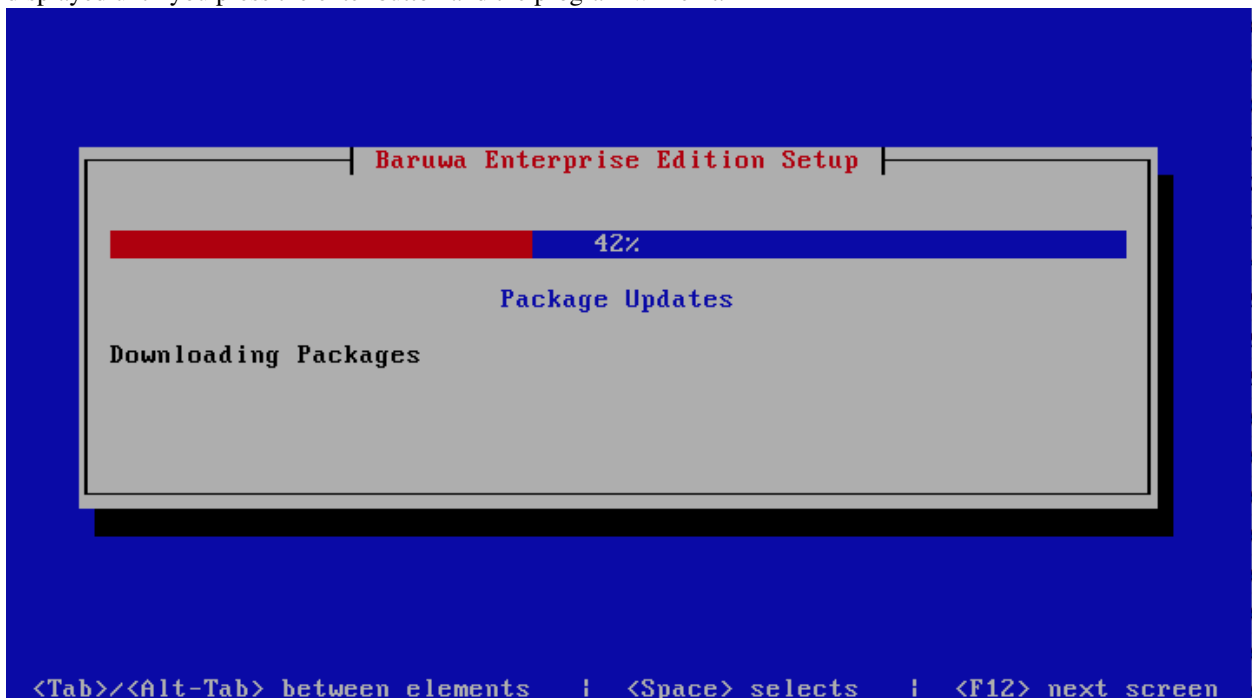 Baruwa Enterprise Edition Setup
42%
Package Updates
Downloading Packages
<Tab>/<Alt-Tab> between elements | <Space> selects | <F12> next screen